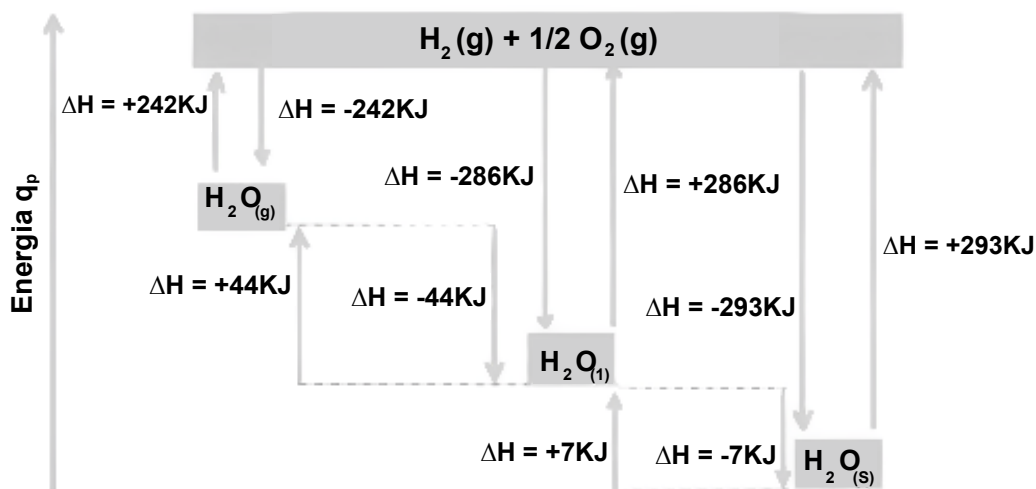 H₂(g) + 1/2 O₂(g)
ΔH = +242KJ
ΔH = -242KJ
ΔH = -286KJ
ΔH = +286KJ
H₂O(g)
ΔH = +293KJ
Energia qₚ
ΔH = +44KJ
ΔH = -44KJ
ΔH = -293KJ
H₂O(1)
ΔH = +7KJ
ΔH = -7KJ
H₂O(S)